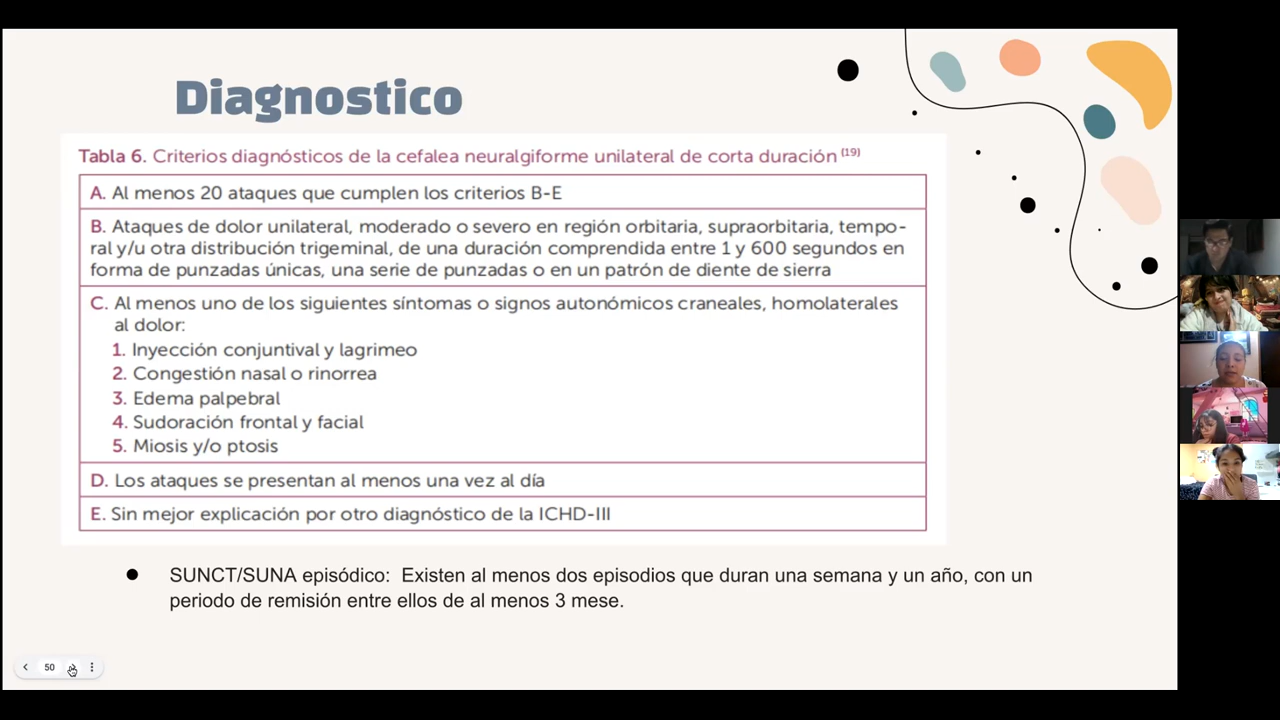 Diagnostico
Tabla 6. Criterios diagnósticos de la cefalea neuralgiforme unilateral de corta duración (19)
A. Al menos 20 ataques que cumplen los criterios B-E
B. Ataques de dolor unilateral, moderado o severo en región orbitaria, supraorbitaria, tempo-
ral y/u otra distribución trigeminal, de una duración comprendida entre 1 y 600 segundos en
forma de punzadas únicas, una serie de punzadas o en un patrón de diente de sierra
C. Al menos uno de los siguientes síntomas o signos autonómicos craneales, homolaterales
al dolor:
1. Inyección conjuntival y lagrimeo
2. Congestión nasal o rinorrea
3. Edema palpebral
4. Sudoración frontal y facial
5. Miosis y/o ptosis
D. Los ataques se presentan al menos una vez al día
E. Sin mejor explicación por otro diagnóstico de la ICHD-III
● SUNCT/SUNA episódico: Existen al menos dos episodios que duran una semana y un año, con un
periodo de remisión entre ellos de al menos 3 mese.
50